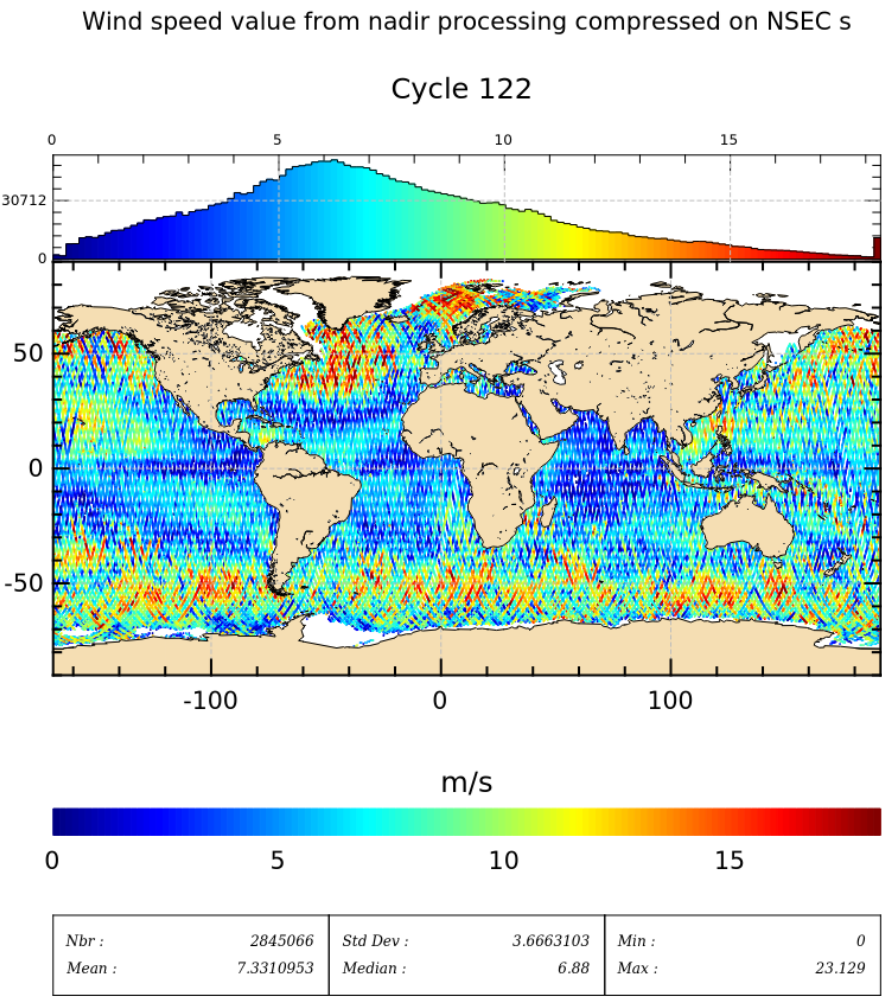 Wind speed value from nadir processing compressed on NSEC s
Cycle 122
0 5 10 15
30712
0
50
0
-50
-100 0 100
m/s
0 5 10 15
Nbr : 2845066 Std Dev : 3.6663103 Min : 0
Mean : 7.3310953 Median : 6.88 Max : 23.129